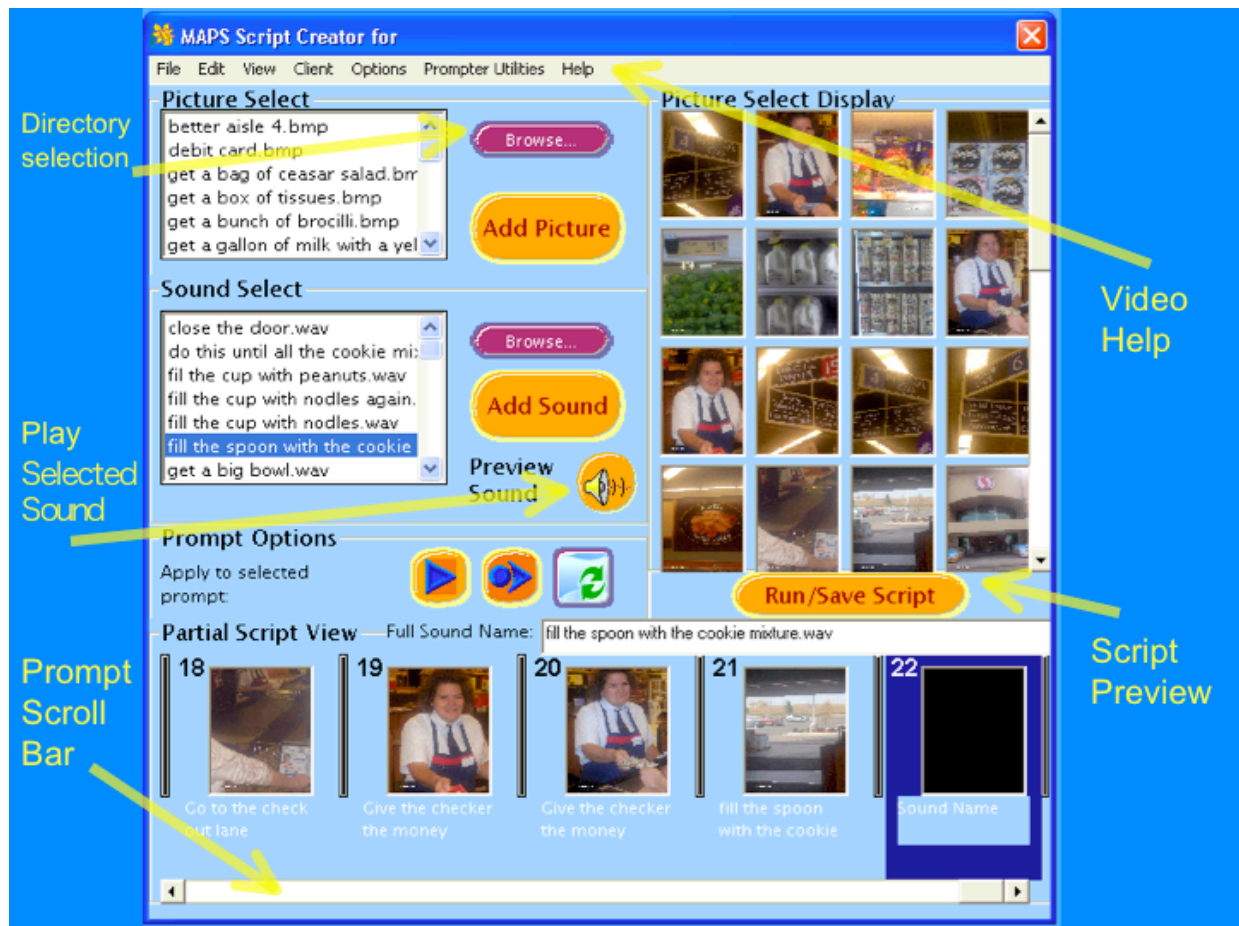 MAPS Script Creator for
File Edit View Client Options Prompter Utilities Help
Picture Select
better aisle 4.bmp
debit card.bmp
get a bag of ceasar salad.bm
get a box of tissues.bmp
get a bunch of brocilli.bmp
get a gallon of milk with a yel
Browse...
Add Picture
Directory
selection
Picture Select Display
Video
Help
Sound Select
close the door.wav
do this until all the cookie mi
fil the cup with peanuts.wav
fill the cup with nodles again.
fill the cup with nodles.wav
fill the spoon with the cookie
get a big bowl.wav
Browse...
Add Sound
Preview
Sound
Play
Selected
Sound
Prompt Options
Apply to selected
prompt:
Run/Save Script
Script
Preview
Partial Script View
Full Sound Name: fill the spoon with the cookie mixture.wav
Prompt
Scroll
Bar
18
Go to the check
out lane
19
Give the checker
the money
20
Give the checker
the money
21
fill the spoon
with the cookie
22
Sound Name